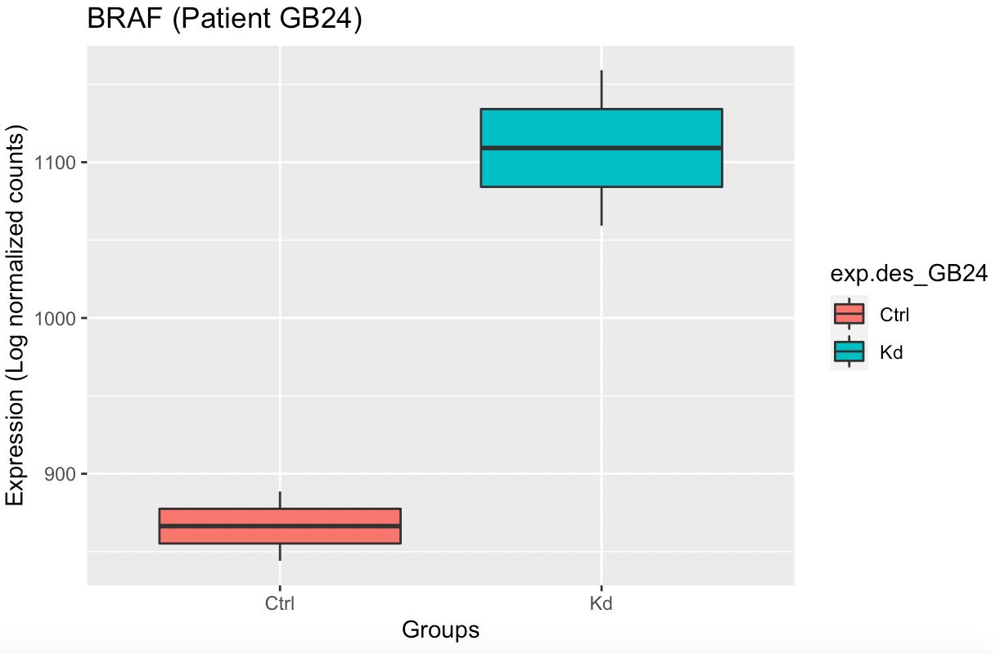 BRAF (Patient GB24)
Expression (Log normalized counts)
1100
1000
900
Ctrl
Kd
Groups
exp.des_GB24
Ctrl
Kd